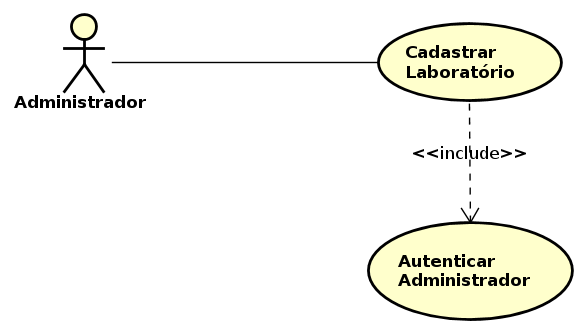 Cadastrar
Laboratório
Administrador
<<include>>
Autenticar
Administrador